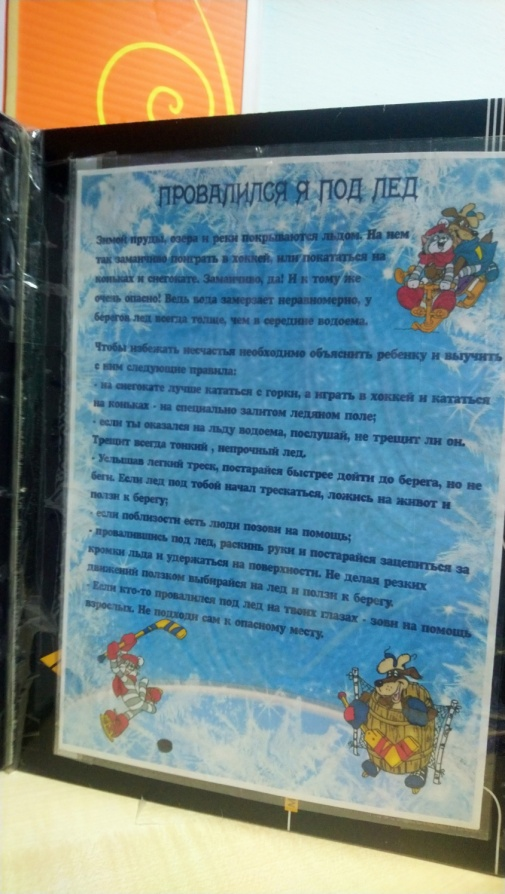 ПРОВАЛИЛСЯ Я ПОД ЛЕД
Зимой пруды, озера и реки покрываются льдом. На нем
так заманчиво поиграть в хоккей, или покататься на
коньках и снегокате. Заманчиво, да! И к тому же
очень опасно! Ведь вода замерзает неравномерно, у
берегов лед всегда толще, чем в середине водоема.
Чтобы избежать несчастья необходимо объяснить ребенку и выучить
с ним следующие правила:
- на снегокате лучше кататься с горки, а играть в хоккей и кататься
на коньках - на специально залитом ледяном поле;
- если ты оказался на льду водоема, послушай, не трещит ли он.
Трещит всегда тонкий , непрочный лед.
- Услышав легкий треск, постарайся быстрее дойти до берега, но не
беги. Если лед под тобой начал трескаться, ложись на живот и
ползи к берегу;
- если поблизости есть люди позови на помощь;
- провалившись под лед, раскинь руки и постарайся зацепиться за
кромки льда и удержаться на поверхности. Не делая резких
движений ползком выбирайся на лед и ползи к берегу.
- Если кто-то провалился под лед на твоих глазах - зови на помощь
взрослых. Не подходи сам к опасному месту.